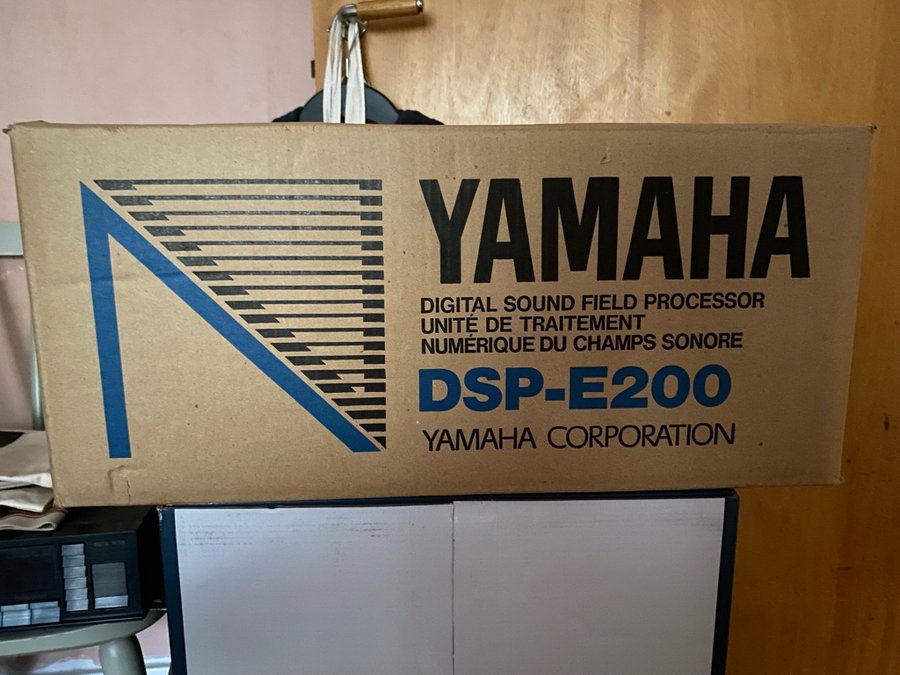 YAMAHA
DIGITAL SOUND FIELD PROCESSOR
UNITÉ DE TRAITEMENT
NUMÉRIQUE DU CHAMPS SONORE
DSP-E200
YAMAHA CORPORATION